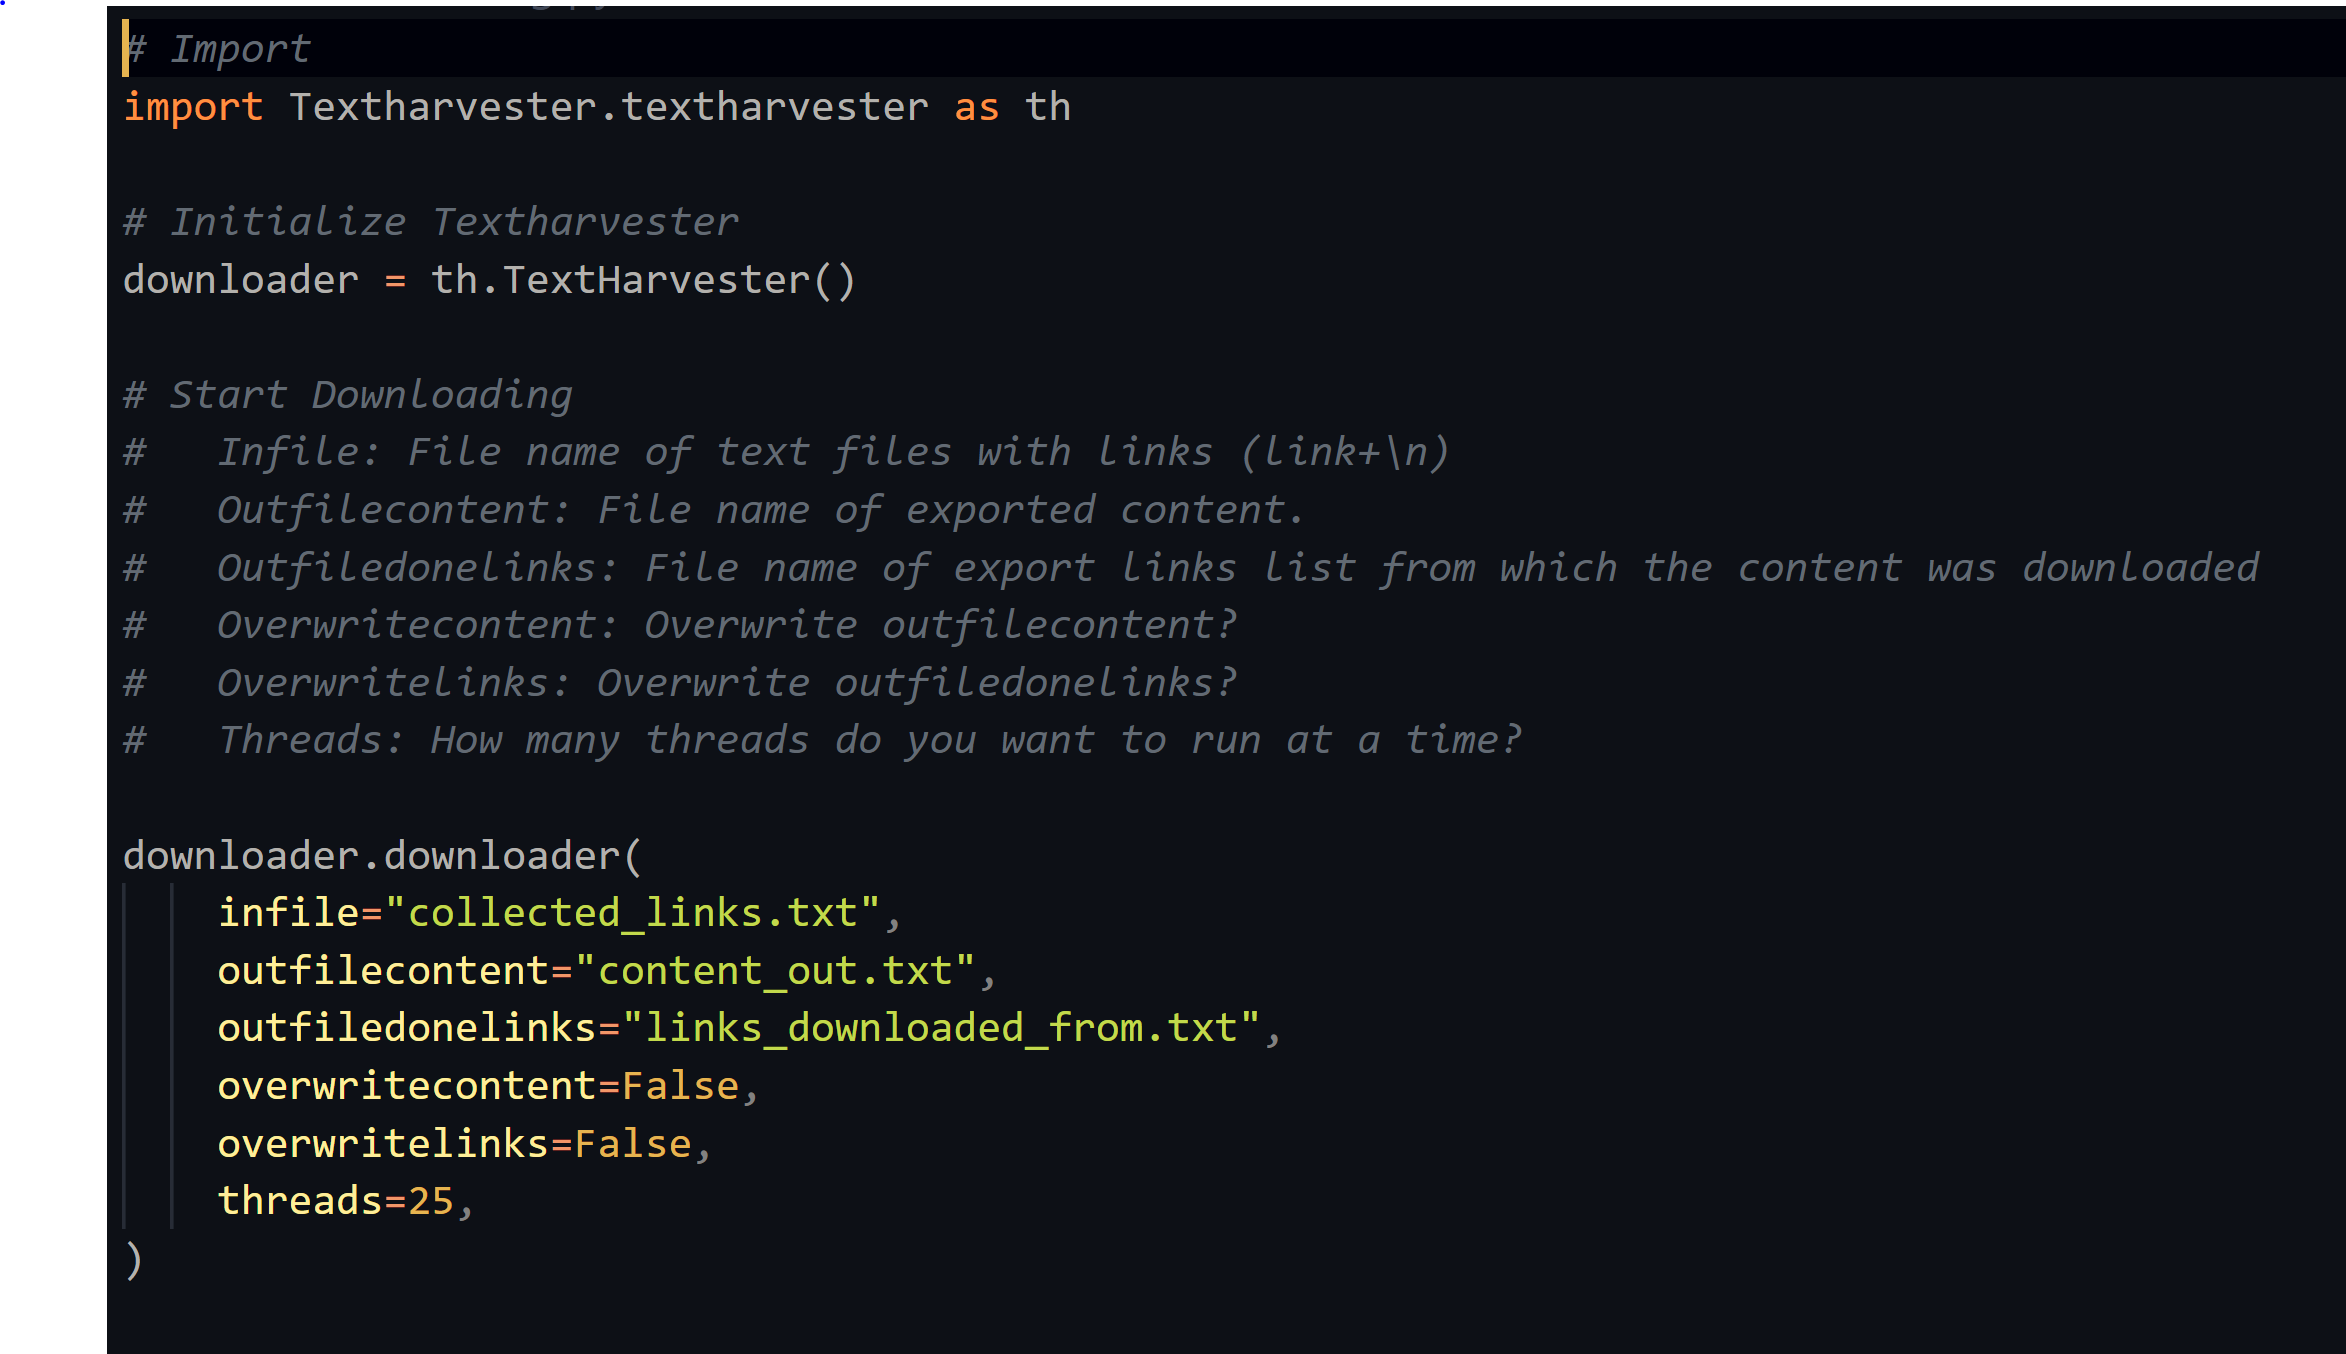 # Import
import Textharvester.textharvester as th
# Initialize Textharvester
downloader = th.TextHarvester()
# Start Downloading
#   Infile: File name of text files with links (link+\n)
#   Outfilecontent: File name of exported content.
#   Outfiledonelinks: File name of export links list from which the content was downloaded
#   Overwritecontent: Overwrite outfilecontent?
#   Overwritelinks: Overwrite outfiledonelinks?
#   Threads: How many threads do you want to run at a time?
downloader.downloader(
    infile="collected_links.txt",
    outfilecontent="content_out.txt",
    outfiledonelinks="links_downloaded_from.txt",
    overwritecontent=False,
    overwritelinks=False,
    threads=25,
)